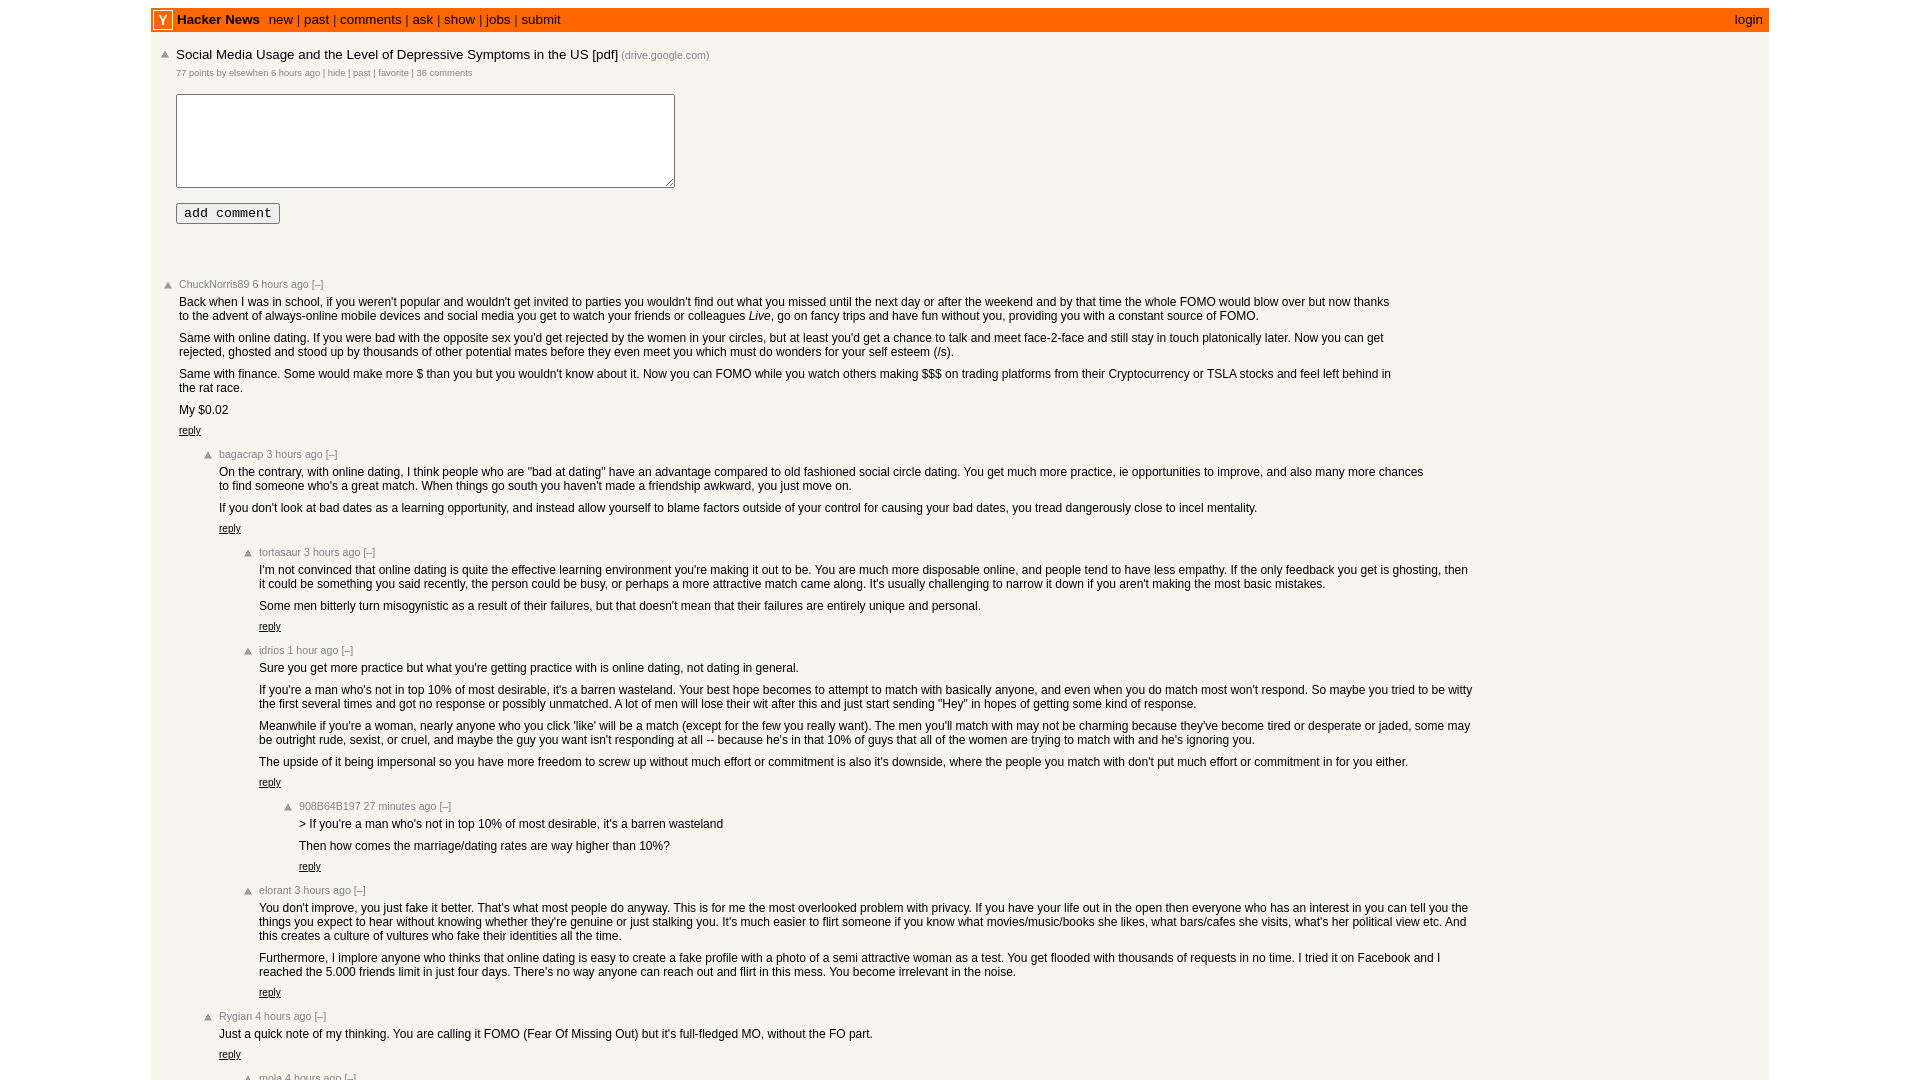 Y Hacker News new | past | comments | ask | show | jobs | submit login
Social Media Usage and the Level of Depressive Symptoms in the US [pdf] (drive.google.com)
77 points by elsewhen 6 hours ago | hide | past | favorite | 36 comments
add comment
ChuckNorris89 6 hours ago [–]
Back when I was in school, if you weren't popular and wouldn't get invited to parties you wouldn't find out what you missed until the next day or after the weekend and by that time the whole FOMO would blow over but now thanks
to the advent of always-online mobile devices and social media you get to watch your friends or colleagues Live, go on fancy trips and have fun without you, providing you with a constant source of FOMO.
Same with online dating. If you were bad with the opposite sex you'd get rejected by the women in your circles, but at least you'd get a chance to talk and meet face-2-face and still stay in touch platonically later. Now you can get
rejected, ghosted and stood up by thousands of other potential mates before they even meet you which must do wonders for your self esteem (/s).
Same with finance. Some would make more $ than you but you wouldn't know about it. Now you can FOMO while you watch others making $$$ on trading platforms from their Cryptocurrency or TSLA stocks and feel left behind in
the rat race.
My $0.02
reply
bagacrap 3 hours ago [–]
On the contrary, with online dating, I think people who are "bad at dating" have an advantage compared to old fashioned social circle dating. You get much more practice, ie opportunities to improve, and also many more chances
to find someone who's a great match. When things go south you haven't made a friendship awkward, you just move on.
If you don't look at bad dates as a learning opportunity, and instead allow yourself to blame factors outside of your control for causing your bad dates, you tread dangerously close to incel mentality.
reply
tortasaur 3 hours ago [–]
I'm not convinced that online dating is quite the effective learning environment you're making it out to be. You are much more disposable online, and people tend to have less empathy. If the only feedback you get is ghosting, then
it could be something you said recently, the person could be busy, or perhaps a more attractive match came along. It's usually challenging to narrow it down if you aren't making the most basic mistakes.
Some men bitterly turn misogynistic as a result of their failures, but that doesn't mean that their failures are entirely unique and personal.
reply
idrios 1 hour ago [–]
Sure you get more practice but what you're getting practice with is online dating, not dating in general.
If you're a man who's not in top 10% of most desirable, it's a barren wasteland. Your best hope becomes to attempt to match with basically anyone, and even when you do match most won't respond. So maybe you tried to be witty
the first several times and got no response or possibly unmatched. A lot of men will lose their wit after this and just start sending "Hey" in hopes of getting some kind of response.
Meanwhile if you're a woman, nearly anyone who you click 'like' will be a match (except for the few you really want). The men you'll match with may not be charming because they've become tired or desperate or jaded, some may
be outright rude, sexist, or cruel, and maybe the guy you want isn't responding at all -- because he's in that 10% of guys that all of the women are trying to match with and he's ignoring you.
The upside of it being impersonal so you have more freedom to screw up without much effort or commitment is also it's downside, where the people you match with don't put much effort or commitment in for you either.
reply
908B64B197 27 minutes ago [–]
> If you're a man who's not in top 10% of most desirable, it's a barren wasteland
Then how comes the marriage/dating rates are way higher than 10%?
reply
elorant 3 hours ago [–]
You don't improve, you just fake it better. That's what most people do anyway. This is for me the most overlooked problem with privacy. If you have your life out in the open then everyone who has an interest in you can tell you the
things you expect to hear without knowing whether they're genuine or just stalking you. It's much easier to flirt someone if you know what movies/music/books she likes, what bars/cafes she visits, what's her political view etc. And
this creates a culture of vultures who fake their identities all the time.
Furthermore, I implore anyone who thinks that online dating is easy to create a fake profile with a photo of a semi attractive woman as a test. You get flooded with thousands of requests in no time. I tried it on Facebook and I
reached the 5.000 friends limit in just four days. There's no way anyone can reach out and flirt in this mess. You become irrelevant in the noise.
reply
Rygian 4 hours ago [–]
Just a quick note of my thinking. You are calling it FOMO (Fear Of Missing Out) but it's full-fledged MO, without the FO part.
reply
mola 4 hours ago [–]